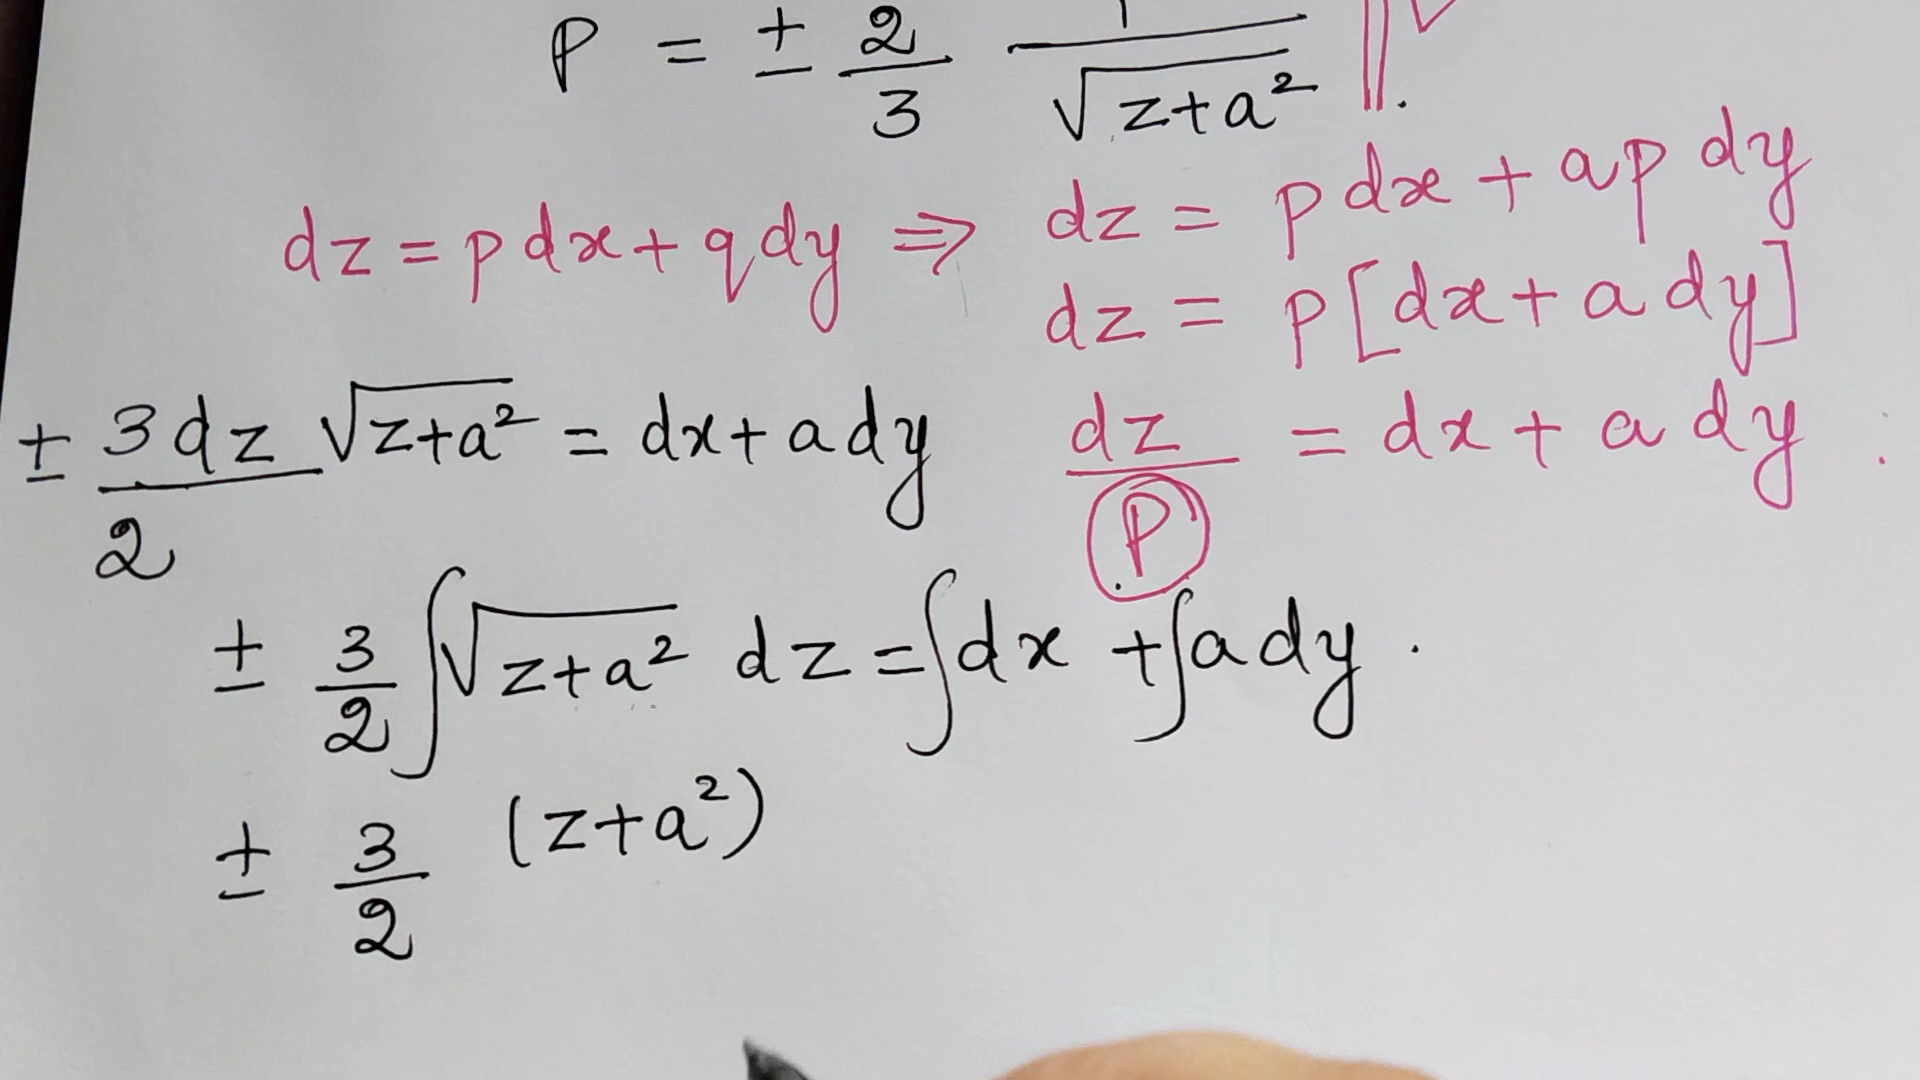 P = ± 2/3 1/√(z+a²)
dz = p dx + q dy ⇒ dz = p dx + ap dy
dz = p[dx + a dy]
± 3dz/2 √(z+a²) = dx + a dy
dz/P = dx + a dy
± 3/2 ∫√(z+a²) dz = ∫dx + ∫a dy .
± 3/2 (z+a²)